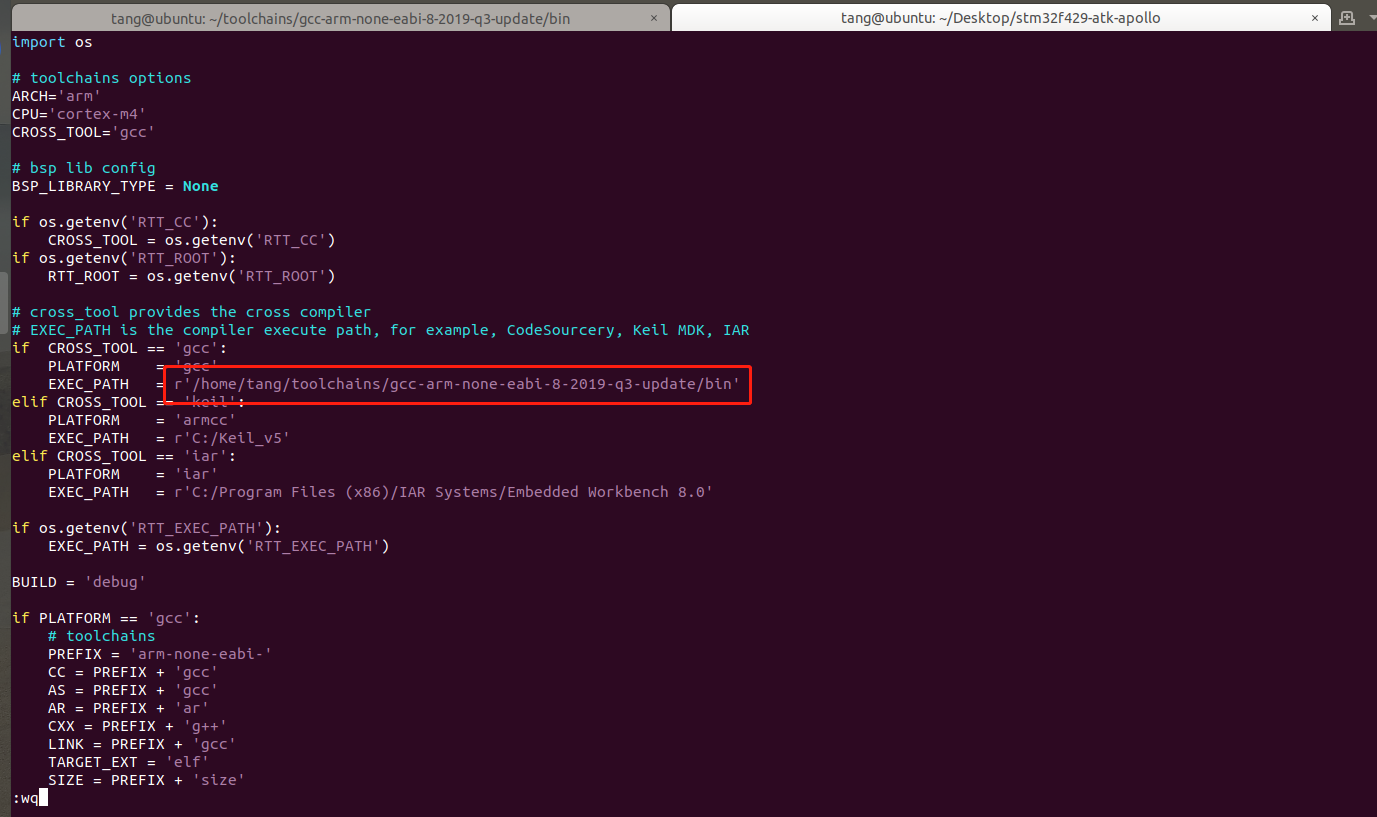 tang@ubuntu: ~/toolchains/gcc-arm-none-eabi-8-2019-q3-update/bin × tang@ubuntu: ~/Desktop/stm32f429-atk-apollo ×
import os

# toolchains options
ARCH='arm'
CPU='cortex-m4'
CROSS_TOOL='gcc'

# bsp lib config
BSP_LIBRARY_TYPE = None

if os.getenv('RTT_CC'):
    CROSS_TOOL = os.getenv('RTT_CC')
if os.getenv('RTT_ROOT'):
    RTT_ROOT = os.getenv('RTT_ROOT')

# cross_tool provides the cross compiler
# EXEC_PATH is the compiler execute path, for example, CodeSourcery, Keil MDK, IAR
if  CROSS_TOOL == 'gcc':
    PLATFORM    = 'gcc'
    EXEC_PATH   = r'/home/tang/toolchains/gcc-arm-none-eabi-8-2019-q3-update/bin'
elif CROSS_TOOL == 'keil':
    PLATFORM    = 'armcc'
    EXEC_PATH   = r'C:/Keil_v5'
elif CROSS_TOOL == 'iar':
    PLATFORM    = 'iar'
    EXEC_PATH   = r'C:/Program Files (x86)/IAR Systems/Embedded Workbench 8.0'

if os.getenv('RTT_EXEC_PATH'):
    EXEC_PATH = os.getenv('RTT_EXEC_PATH')

BUILD = 'debug'

if PLATFORM == 'gcc':
    # toolchains
    PREFIX = 'arm-none-eabi-'
    CC = PREFIX + 'gcc'
    AS = PREFIX + 'gcc'
    AR = PREFIX + 'ar'
    CXX = PREFIX + 'g++'
    LINK = PREFIX + 'gcc'
    TARGET_EXT = 'elf'
    SIZE = PREFIX + 'size'
:wq